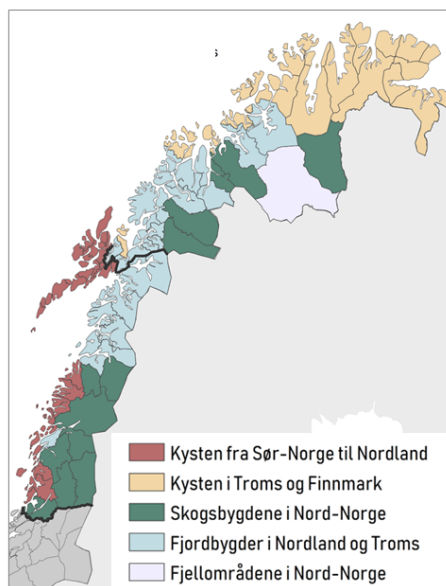 s
Kysten fra Sør-Norge til Nordland
Kysten i Troms og Finnmark
Skogsbygdene i Nord-Norge
Fjordbygder i Nordland og Troms
Fjellområdene i Nord-Norge